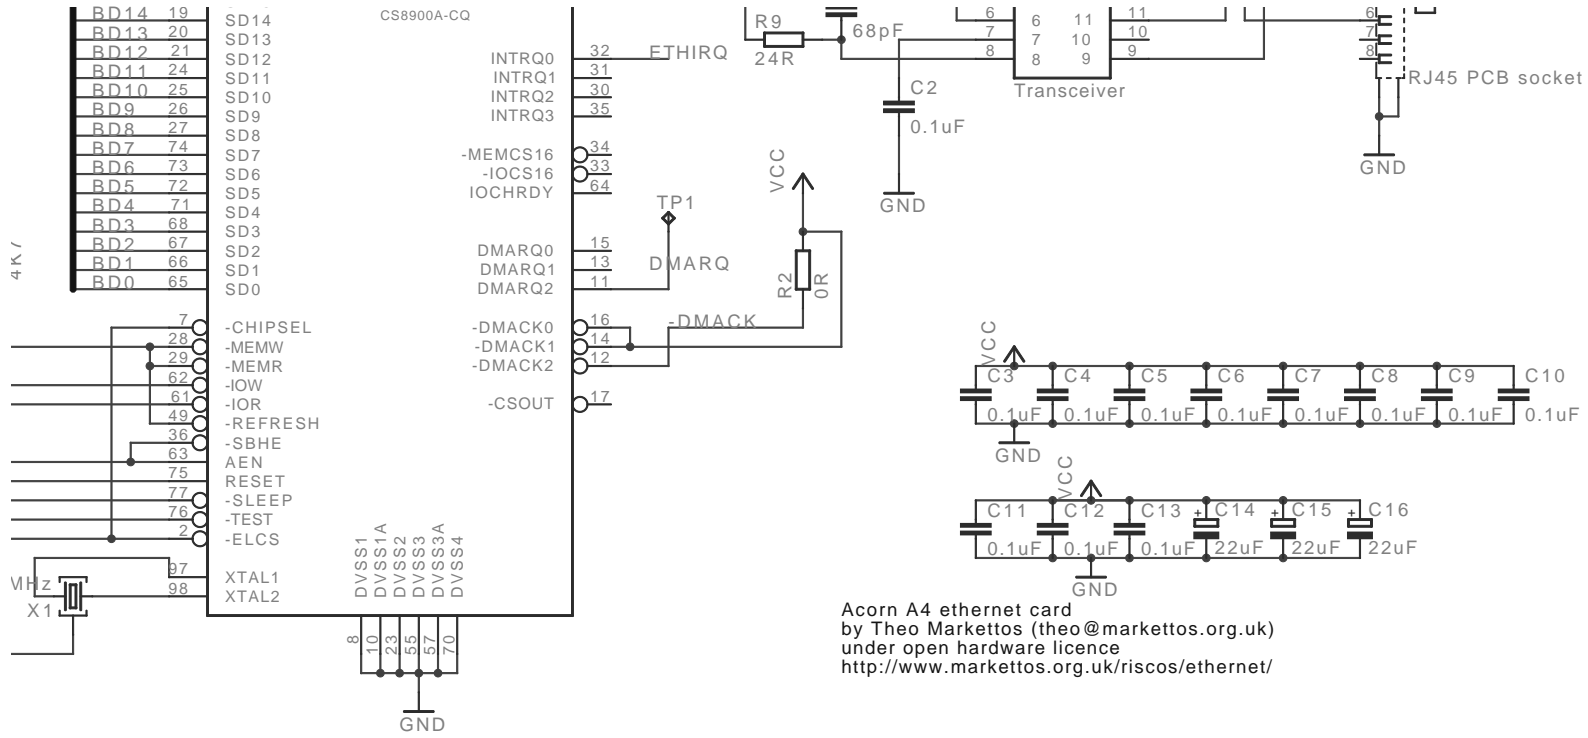 BD14 19 SD14
BD13 20 SD13
BD12 21 SD12
BD11 24 SD11
BD10 25 SD10
BD9 26 SD9
BD8 27 SD8
BD7 74 SD7
BD6 73 SD6
BD5 72 SD5
BD4 71 SD4
BD3 68 SD3
BD2 67 SD2
BD1 66 SD1
BD0 65 SD0
4K7
7 -CHIPSEL
28 -MEMW
29 -MEMR
62 -IOW
61 -IOR
49 -REFRESH
36 -SBHE
63 AEN
75 RESET
77 -SLEEP
76 -TEST
2 -ELCS
97 XTAL1
98 XTAL2
MHz
X1
CS8900A-CQ
INTRQ0 32 ETHIRQ
INTRQ1 31
INTRQ2 30
INTRQ3 35
-MEMCS16 34
-IOCS16 33
IOCHRDY 64
TP1
DMARQ0 15
DMARQ1 13 DMARQ
DMARQ2 11
-DMACK0 16 -DMACK
-DMACK1 14
-DMACK2 12
-CSOUT 17
DVSS1 DVSS1A DVSS2 DVSS3 DVSS3A DVSS4
8 10 23 55 57 70
GND
VCC
R2 0R
R9
24R
68pF
6 6 11 11
7 7 10 10
8 8 9 9
Transceiver
C2
0.1uF
GND
6
7
8
RJ45 PCB socket
GND
VCC
C3 C4 C5 C6 C7 C8 C9 C10
0.1uF 0.1uF 0.1uF 0.1uF 0.1uF 0.1uF 0.1uF 0.1uF
GND
VCC
C11 C12 C13 + C14 + C15 + C16
0.1uF 0.1uF 0.1uF 22uF 22uF 22uF
GND
Acorn A4 ethernet card
by Theo Markettos (theo@markettos.org.uk)
under open hardware licence
http://www.markettos.org.uk/riscos/ethernet/